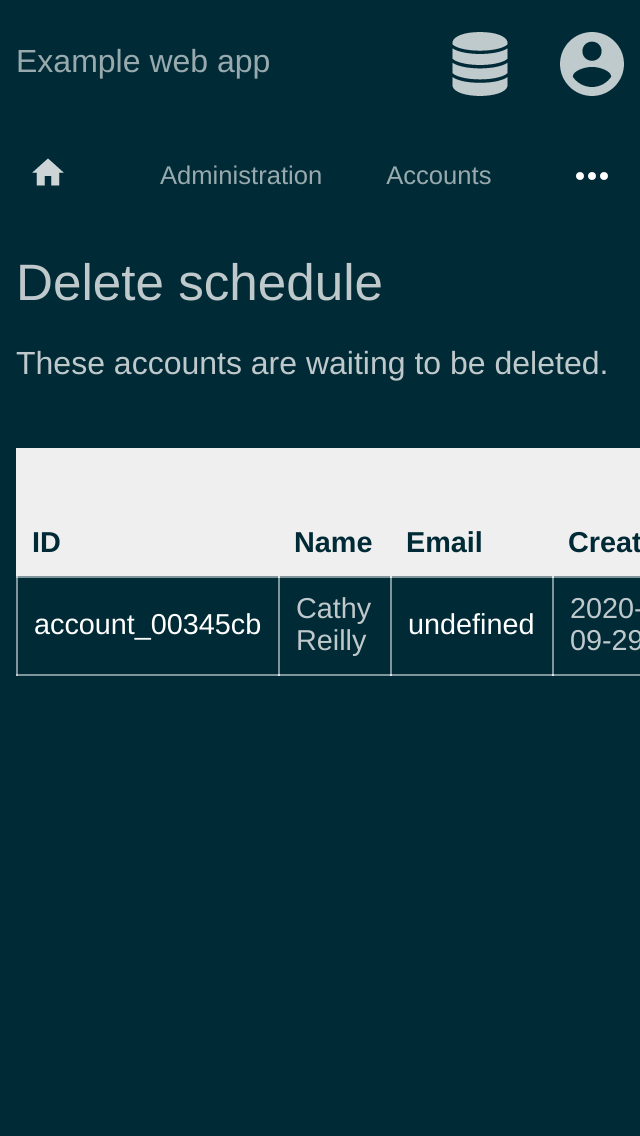 Example web app
Administration Accounts
Delete schedule
These accounts are waiting to be deleted.
ID Name Email Creat
account_00345cb Cathy Reilly undefined 2020-09-29